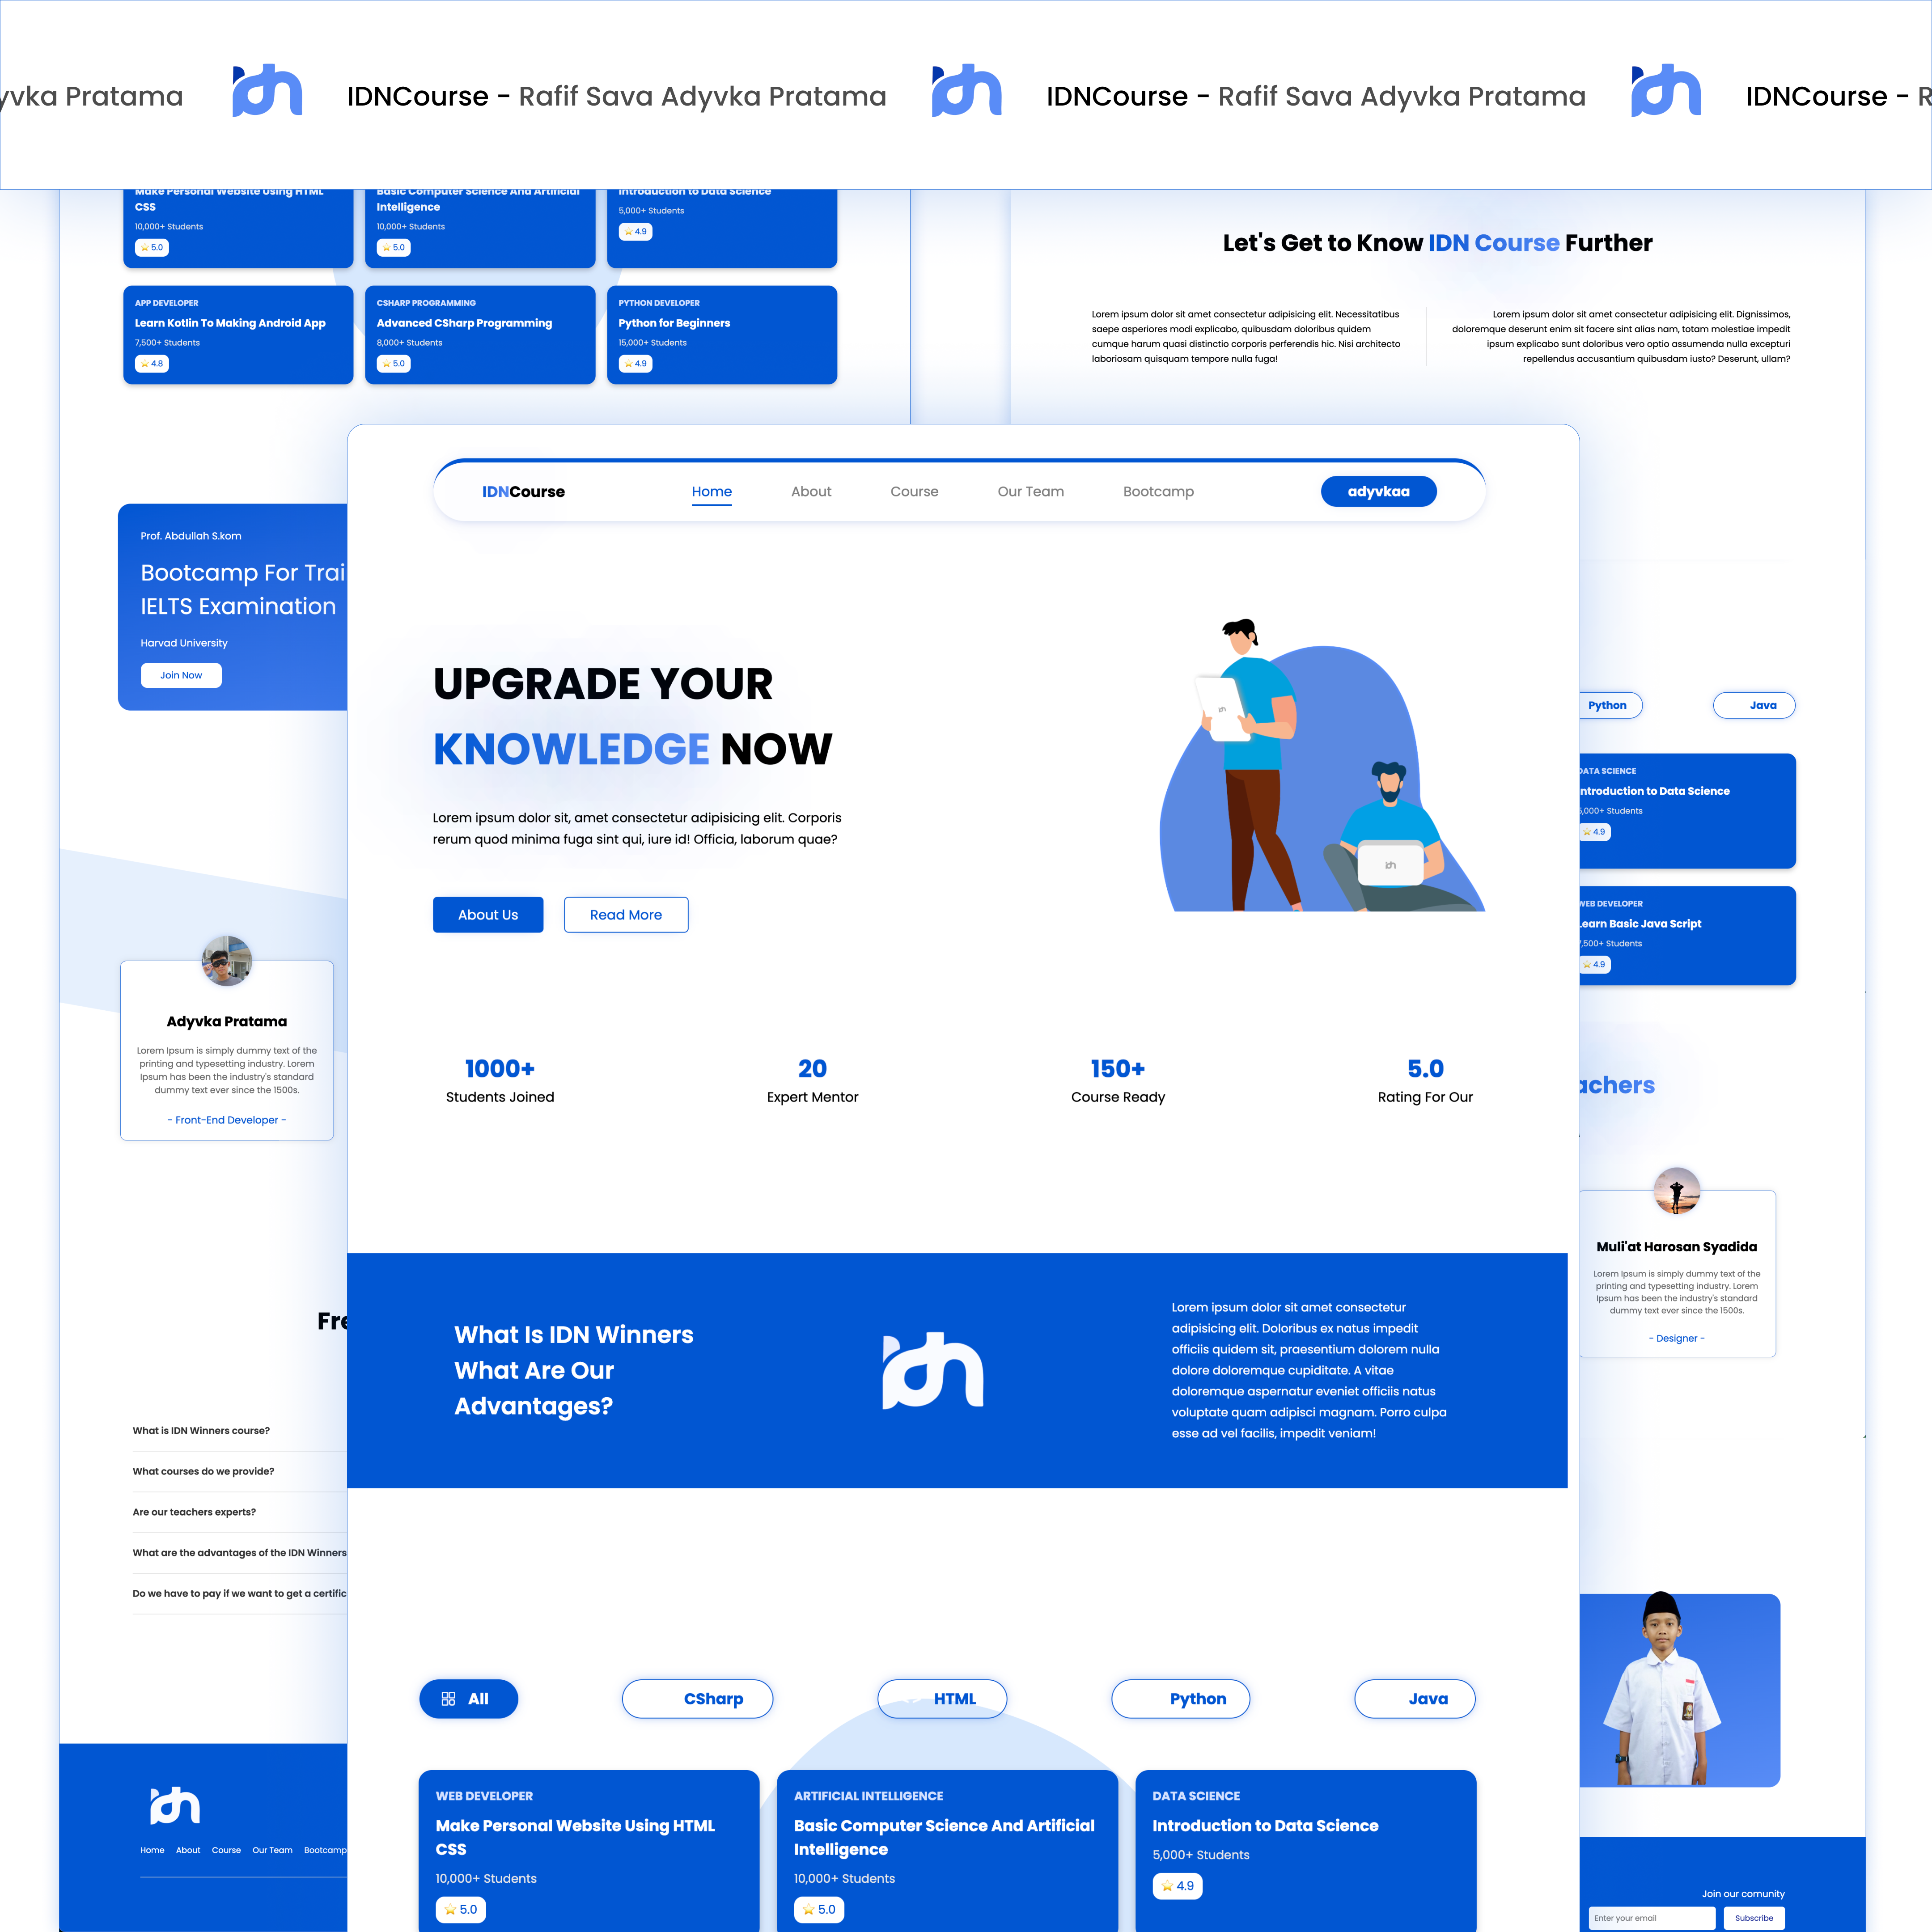 yvka Pratama
IDNCourse - Rafif Sava Adyvka Pratama
IDNCourse - Rafif Sava Adyvka Pratama
IDNCourse - R
Make Personal Website Using HTML
CSS
10,000+ Students
5.0
Basic Computer Science And Artificial
Intelligence
10,000+ Students
5.0
Introduction to Data Science
5,000+ Students
4.9
APP DEVELOPER
Learn Kotlin To Making Android App
7,500+ Students
4.8
CSHARP PROGRAMMING
Advanced CSharp Programming
8,000+ Students
5.0
PYTHON DEVELOPER
Python for Beginners
15,000+ Students
4.9
Let's Get to Know IDN Course Further
Lorem ipsum dolor sit amet consectetur adipisicing elit. Necessitatibus
saepe asperiores modi explicabo, quibusdam doloribus quidem
cumque harum quasi distinctio corporis perferendis hic. Nisi architecto
laboriosam quisquam tempore nulla fuga!
Lorem ipsum dolor sit amet consectetur adipisicing elit. Dignissimos,
doloremque deserunt enim sit facere sint alias nam, totam molestiae impedit
ipsum explicabo sunt doloribus vero optio assumenda nulla excepturi
repellendus accusantium quibusdam iusto? Deserunt, ullam?
Prof. Abdullah S.kom
Bootcamp For Trai
IELTS Examination
Harvad University
Join Now
Adyvka Pratama
Lorem Ipsum is simply dummy text of the
printing and typesetting industry. Lorem
Ipsum has been the industry's standard
dummy text ever since the 1500s.
- Front-End Developer -
Fre
What is IDN Winners course?
What courses do we provide?
Are our teachers experts?
What are the advantages of the IDN Winners
Do we have to pay if we want to get a certific
Home About Course Our Team Bootcamp
IDNCourse
Home
About
Course
Our Team
Bootcamp
adyvkaa
UPGRADE YOUR
KNOWLEDGE NOW
Lorem ipsum dolor sit, amet consectetur adipisicing elit. Corporis
rerum quod minima fuga sint qui, iure id! Officia, laborum quae?
About Us
Read More
1000+
Students Joined
20
Expert Mentor
150+
Course Ready
5.0
Rating For Our
What Is IDN Winners
What Are Our
Advantages?
Lorem ipsum dolor sit amet consectetur
adipisicing elit. Doloribus ex natus impedit
officiis quidem sit, praesentium dolorem nulla
dolore doloremque cupiditate. A vitae
doloremque aspernatur eveniet officiis natus
voluptate quam adipisci magnam. Porro culpa
esse ad vel facilis, impedit veniam!
All
CSharp
HTML
Python
Java
WEB DEVELOPER
Make Personal Website Using HTML
CSS
10,000+ Students
5.0
ARTIFICIAL INTELLIGENCE
Basic Computer Science And Artificial
Intelligence
10,000+ Students
5.0
DATA SCIENCE
Introduction to Data Science
5,000+ Students
4.9
Python
Java
DATA SCIENCE
ntroduction to Data Science
5,000+ Students
4.9
WEB DEVELOPER
Learn Basic Java Script
7,500+ Students
4.9
achers
Muli'at Harosan Syadida
Lorem Ipsum is simply dummy text of the
printing and typesetting industry. Lorem
Ipsum has been the industry's standard
dummy text ever since the 1500s.
- Designer -
Join our comunity
Enter your email
Subscribe